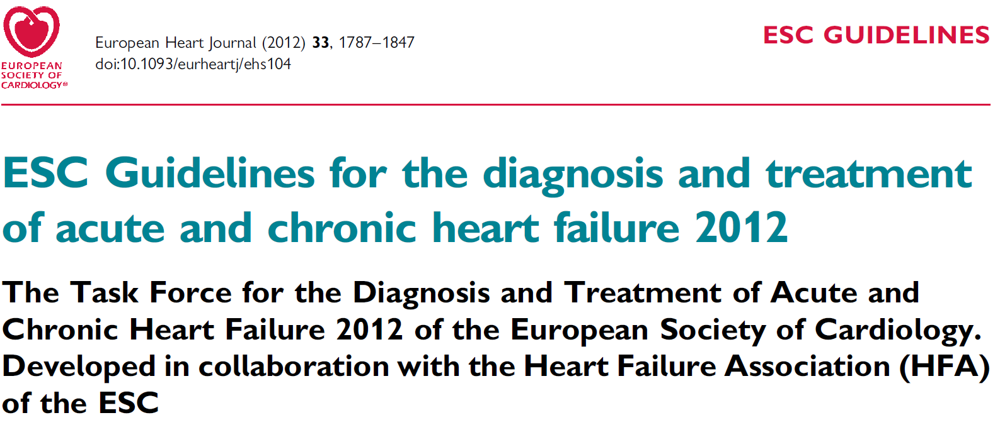 EUROPEAN
SOCIETY OF
CARDIOLOGY®
European Heart Journal (2012) 33, 1787–1847
doi:10.1093/eurheartj/ehs104
ESC GUIDELINES
ESC Guidelines for the diagnosis and treatment
of acute and chronic heart failure 2012
The Task Force for the Diagnosis and Treatment of Acute and
Chronic Heart Failure 2012 of the European Society of Cardiology.
Developed in collaboration with the Heart Failure Association (HFA)
of the ESC